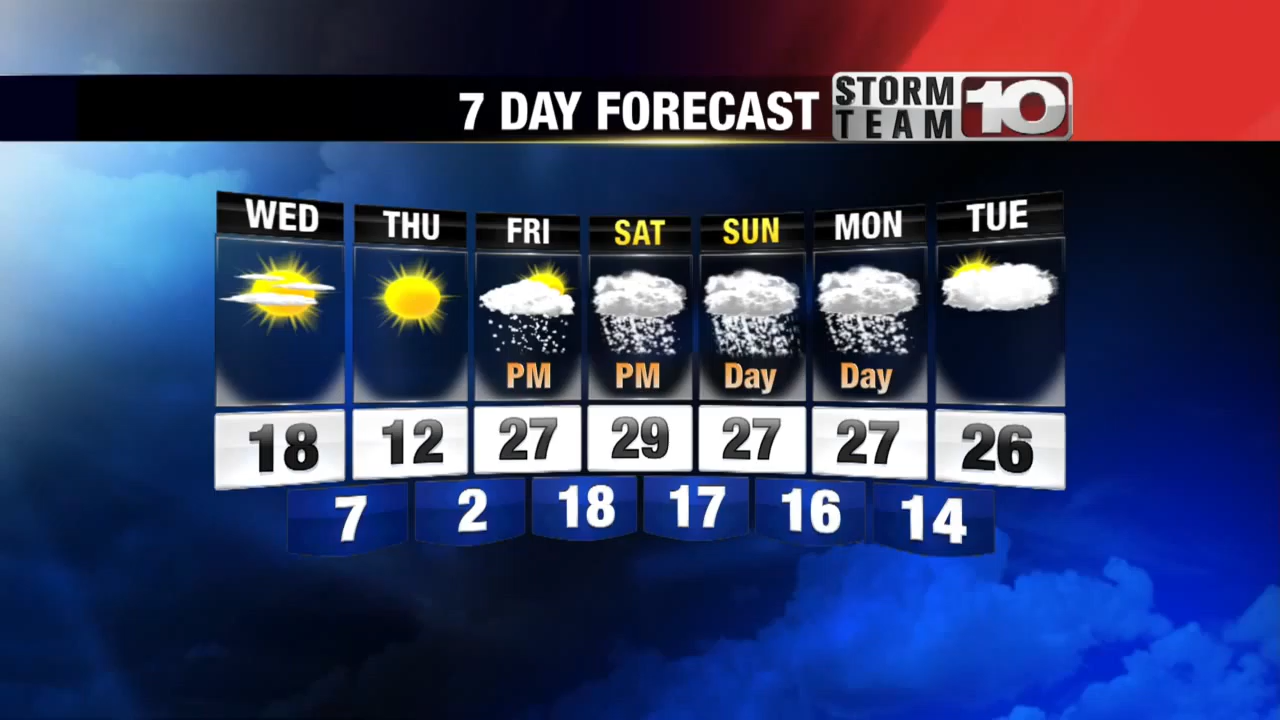 7 DAY FORECAST
STORM
TEAM
10
WED THU FRI SAT SUN MON TUE
PM PM Day Day
18 12 27 29 27 27 26
7 2 18 17 16 14